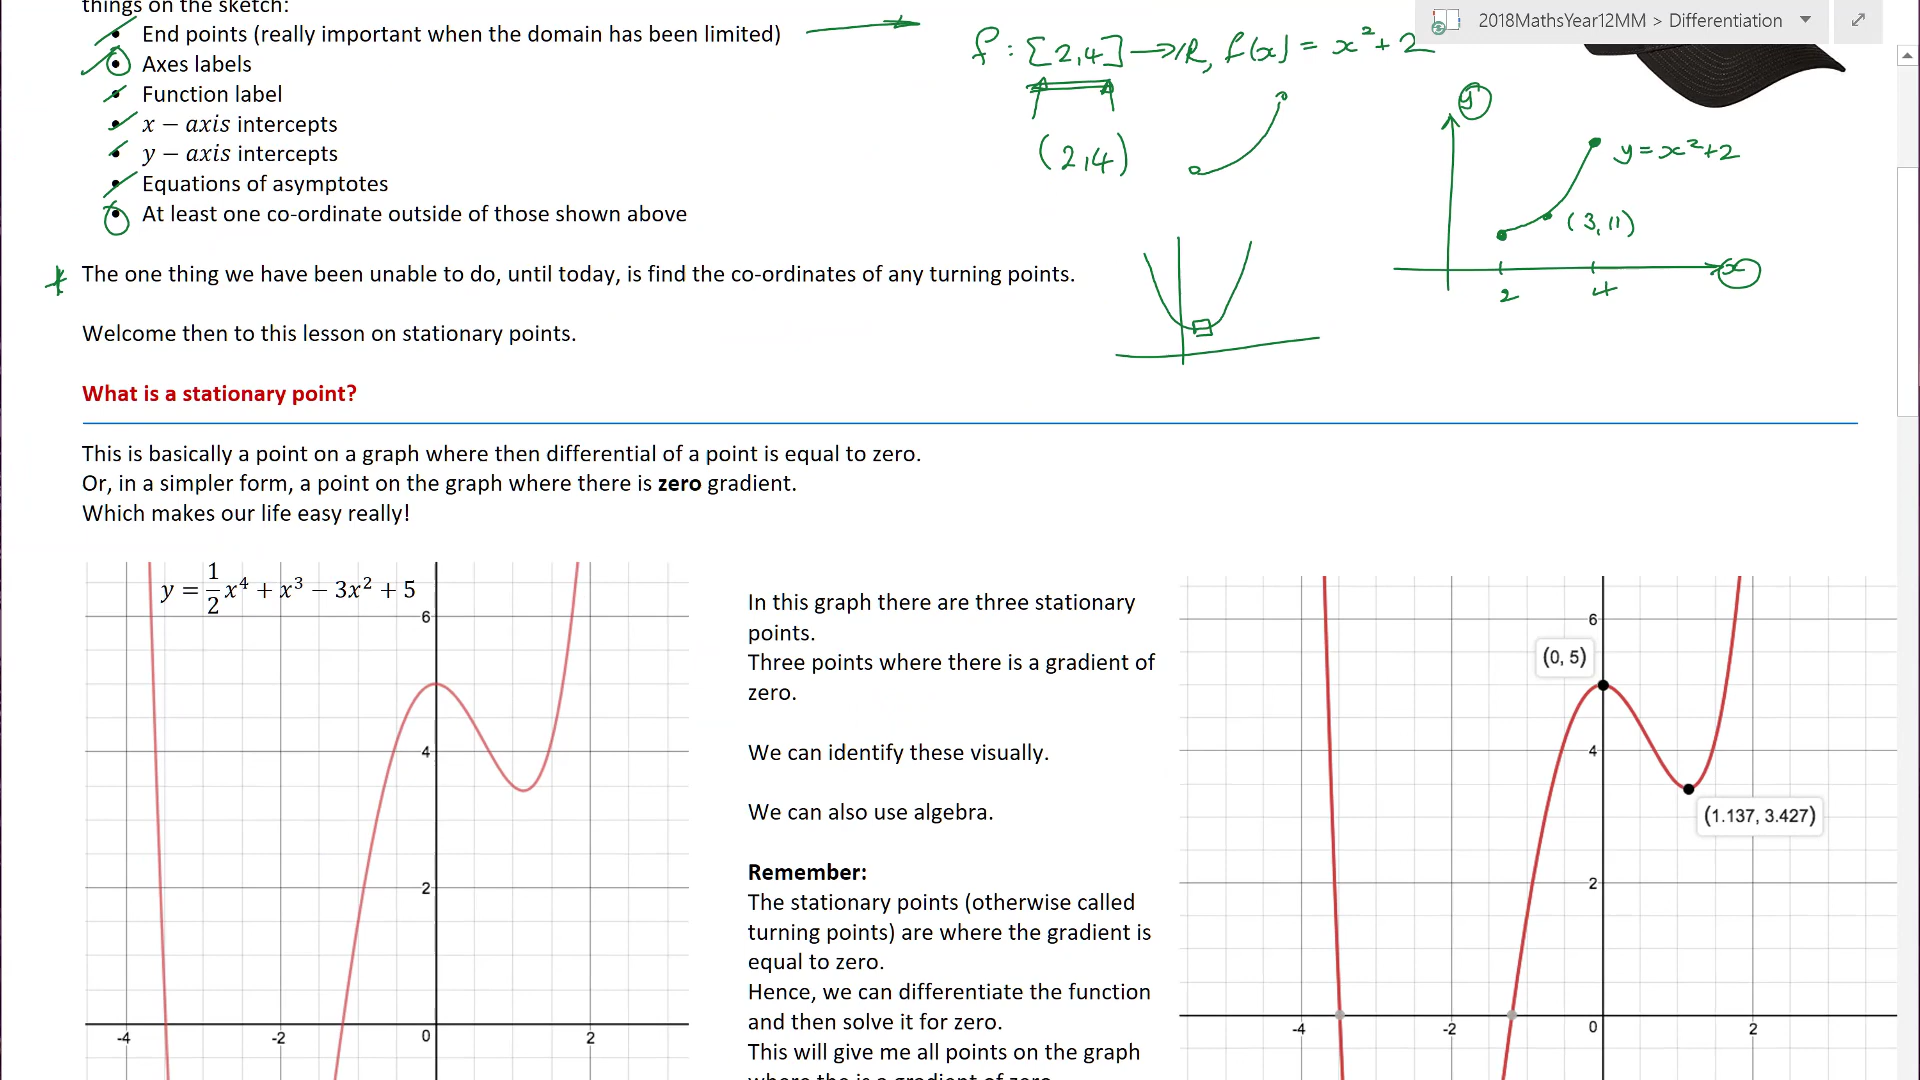 things on the sketch:
2018MathsYear12MM > Differentiation
• End points (really important when the domain has been limited)
f : [2,4] → R, f(x) = x² + 2
• Axes labels
• Function label
y
• x − axis intercepts
• y − axis intercepts
(2,4)
y = x² + 2
• Equations of asymptotes
• At least one co-ordinate outside of those shown above
(3, 11)
x
2 4
The one thing we have been unable to do, until today, is find the co-ordinates of any turning points.
Welcome then to this lesson on stationary points.
What is a stationary point?
This is basically a point on a graph where then differential of a point is equal to zero.
Or, in a simpler form, a point on the graph where there is zero gradient.
Which makes our life easy really!
y = 1/2 x⁴ + x³ − 3x² + 5
6
4
2
-4 -2 0 2
In this graph there are three stationary
points.
Three points where there is a gradient of
zero.
We can identify these visually.
We can also use algebra.
Remember:
The stationary points (otherwise called
turning points) are where the gradient is
equal to zero.
Hence, we can differentiate the function
and then solve it for zero.
This will give me all points on the graph
where the is a gradient of zero
6
(0, 5)
4
(1.137, 3.427)
2
-4 -2 0 2